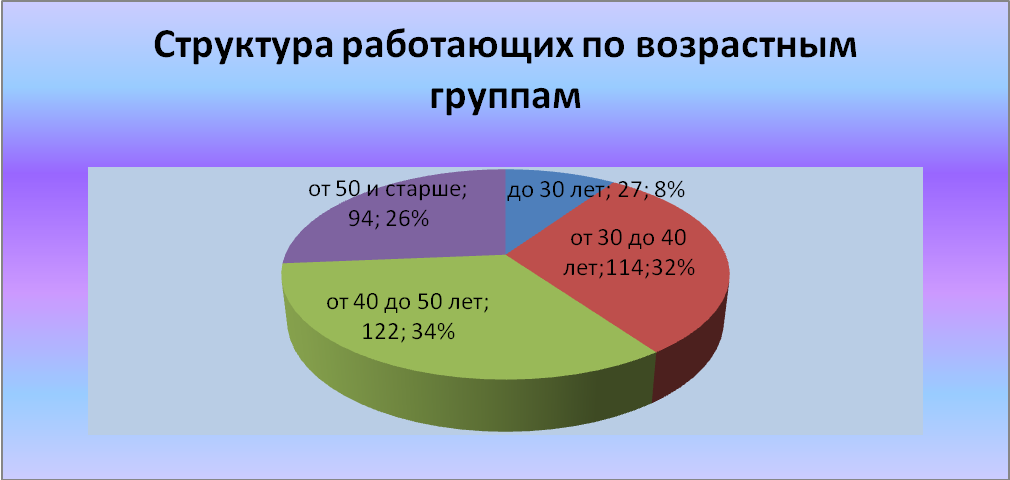 Структура работающих по возрастным
группам
от 50 и старше;
94; 26%
до 30 лет; 27; 8%
от 30 до 40
лет;114;32%
от 40 до 50 лет;
122; 34%